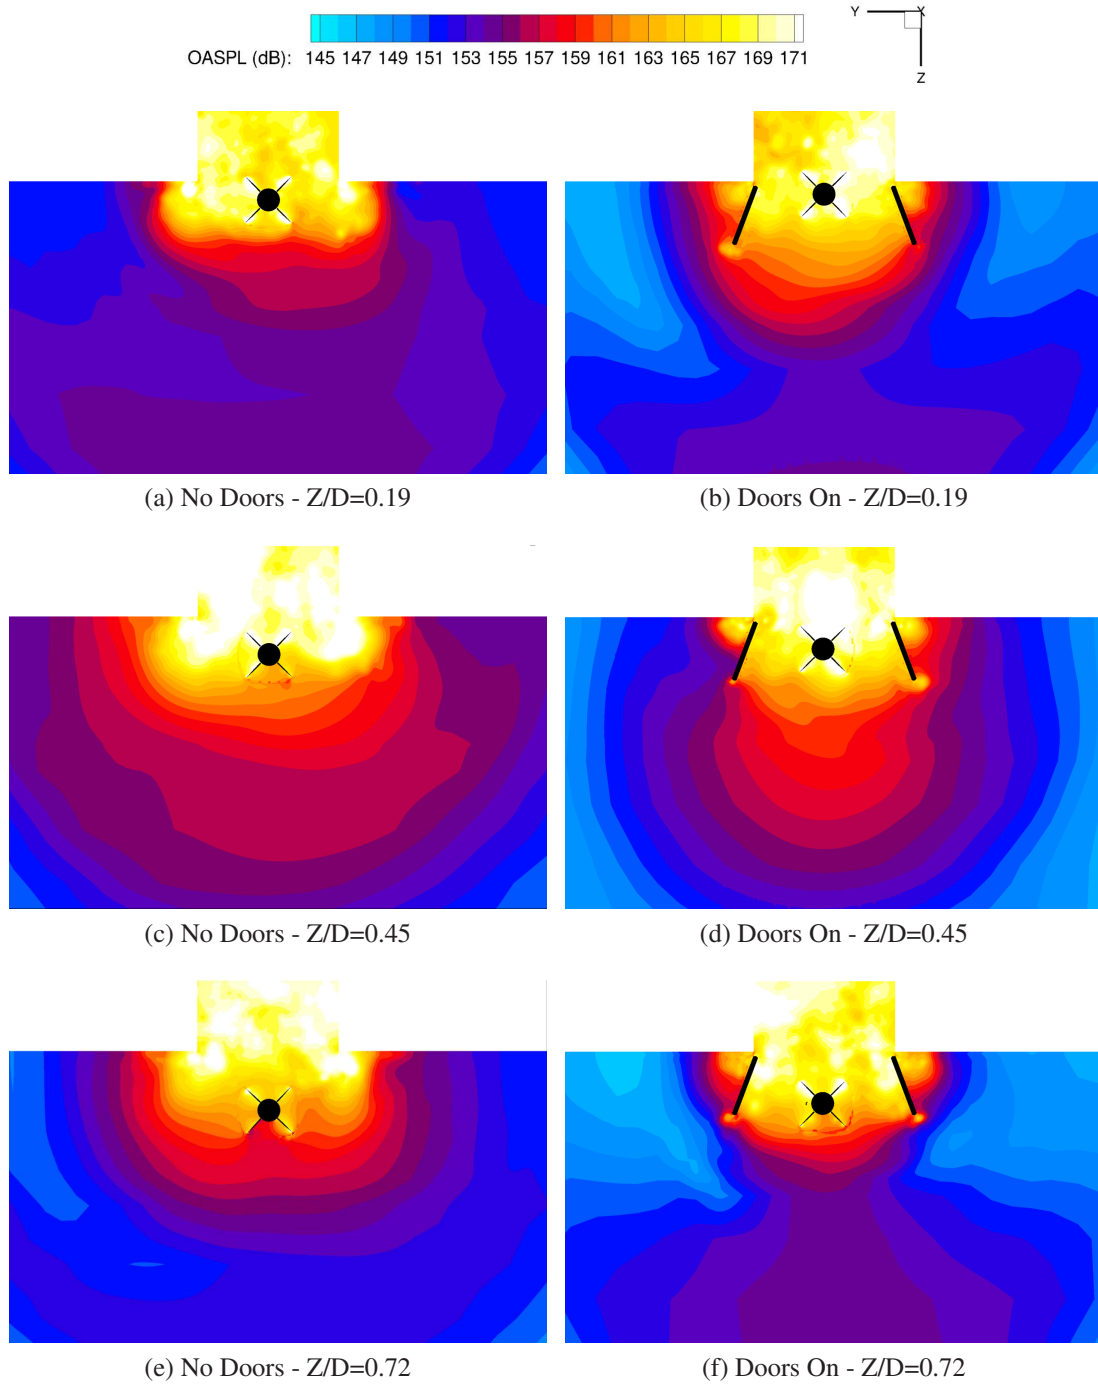 Y X
Z
OASPL (dB): 145 147 149 151 153 155 157 159 161 163 165 167 169 171
(a) No Doors - Z/D=0.19
(b) Doors On - Z/D=0.19
(c) No Doors - Z/D=0.45
(d) Doors On - Z/D=0.45
(e) No Doors - Z/D=0.72
(f) Doors On - Z/D=0.72